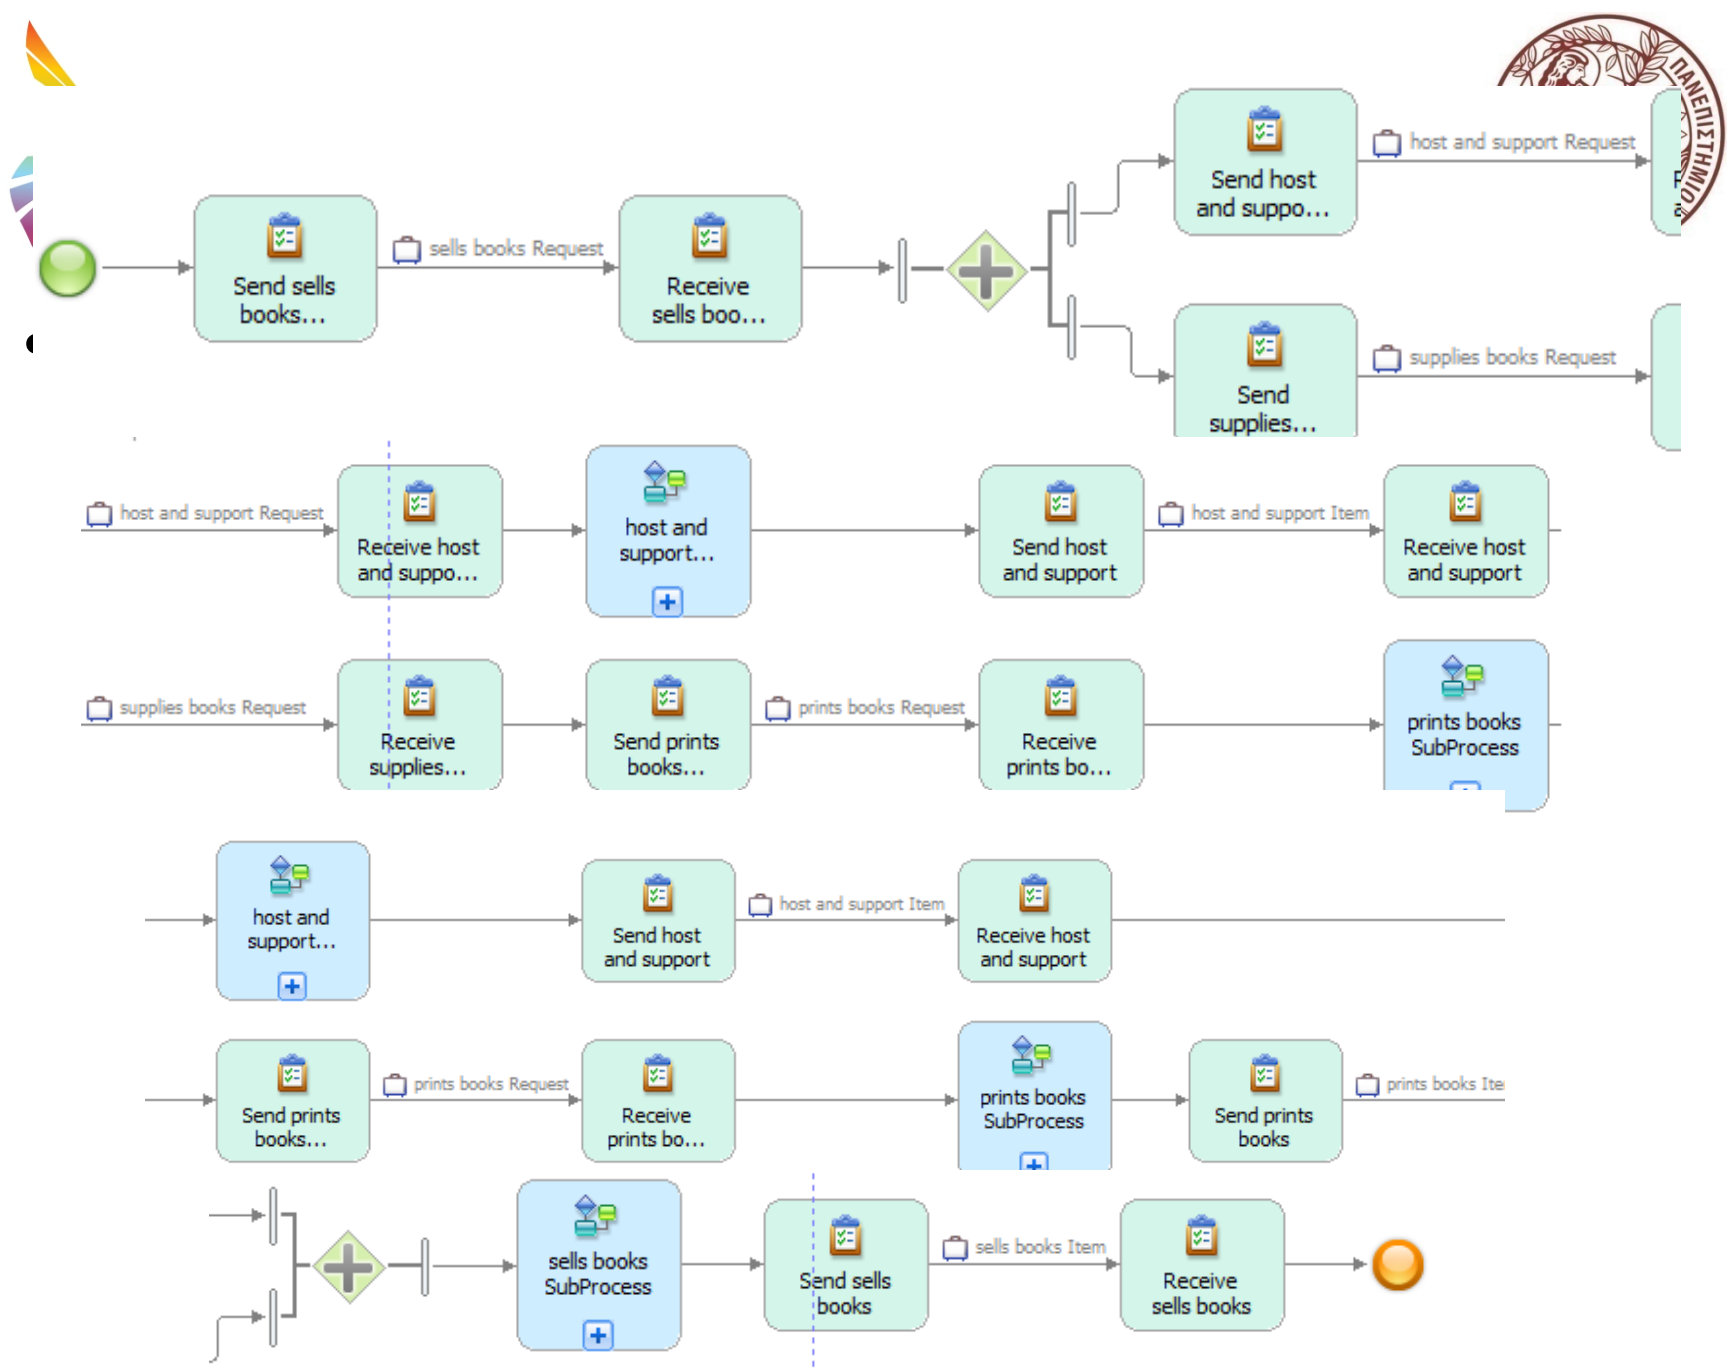 ΠΑΝΕΠΙΣΤΗΜΙΟ
host and support Request
Send host
and suppo...
sells books Request
Send sells
books...
Receive
sells boo...
supplies books Request
Send
supplies...
host and support Request
Receive host
and suppo...
host and
support...
Send host
and support
host and support Item
Receive host
and support
supplies books Request
Receive
supplies...
Send prints
books...
prints books Request
Receive
prints bo...
prints books
SubProcess
host and
support...
Send host
and support
host and support Item
Receive host
and support
Send prints
books...
prints books Request
Receive
prints bo...
prints books
SubProcess
Send prints
books
prints books Ite
sells books
SubProcess
Send sells
books
sells books Item
Receive
sells books